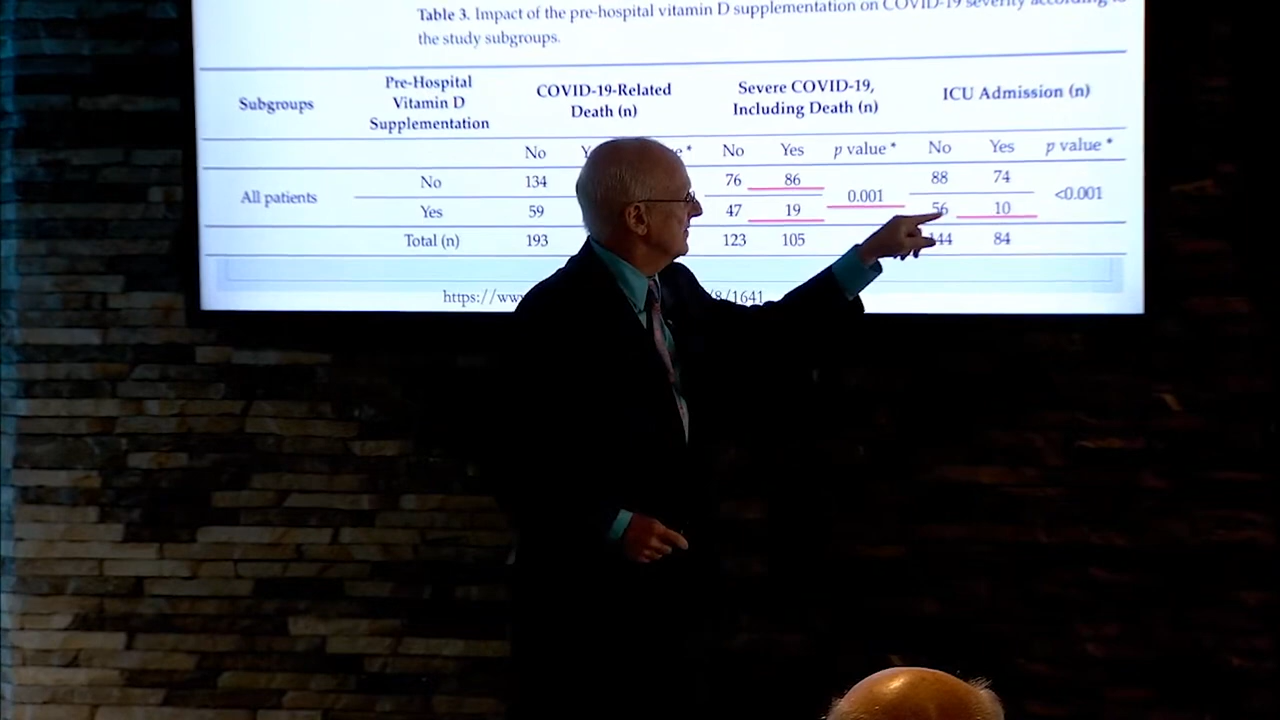 Table 3. Impact of the pre-hospital vitamin D supplementation on COVID-19 severity according to
the study subgroups.
Subgroups
Pre-Hospital
Vitamin D
Supplementation
COVID-19-Related
Death (n)
Severe COVID-19,
Including Death (n)
ICU Admission (n)
No No Yes p value * No Yes p value *
All patients
No 134 76 86 88 74
0.001 <0.001
Yes 59 47 19 56 10
Total (n) 193 123 105 144 84
https://www /8/1641